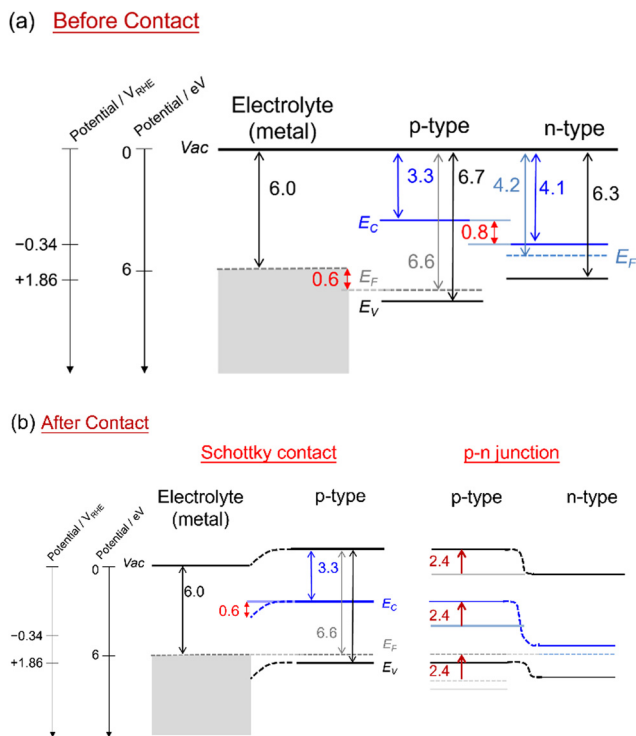 (a) Before Contact
Potential / V_RHE
Potential / eV
Electrolyte
(metal)
p-type
n-type
Vac
0
6.0
3.3
6.7
4.2
4.1
6.3
E_C
0.8
−0.34
6
+1.86
0.6
E_F
6.6
E_V
E_F
(b) After Contact
Schottky contact
p-n junction
Potential / V_RHE
Potential / eV
Electrolyte
(metal)
p-type
p-type
n-type
Vac
0
6.0
3.3
2.4
0.6
E_C
2.4
−0.34
6.6
+1.86
6
E_F
E_V
2.4